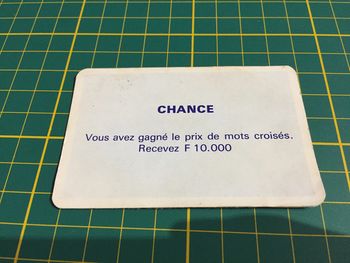 CHANCE
Vous avez gagné le prix de mots croisés.
Recevez F 10.000